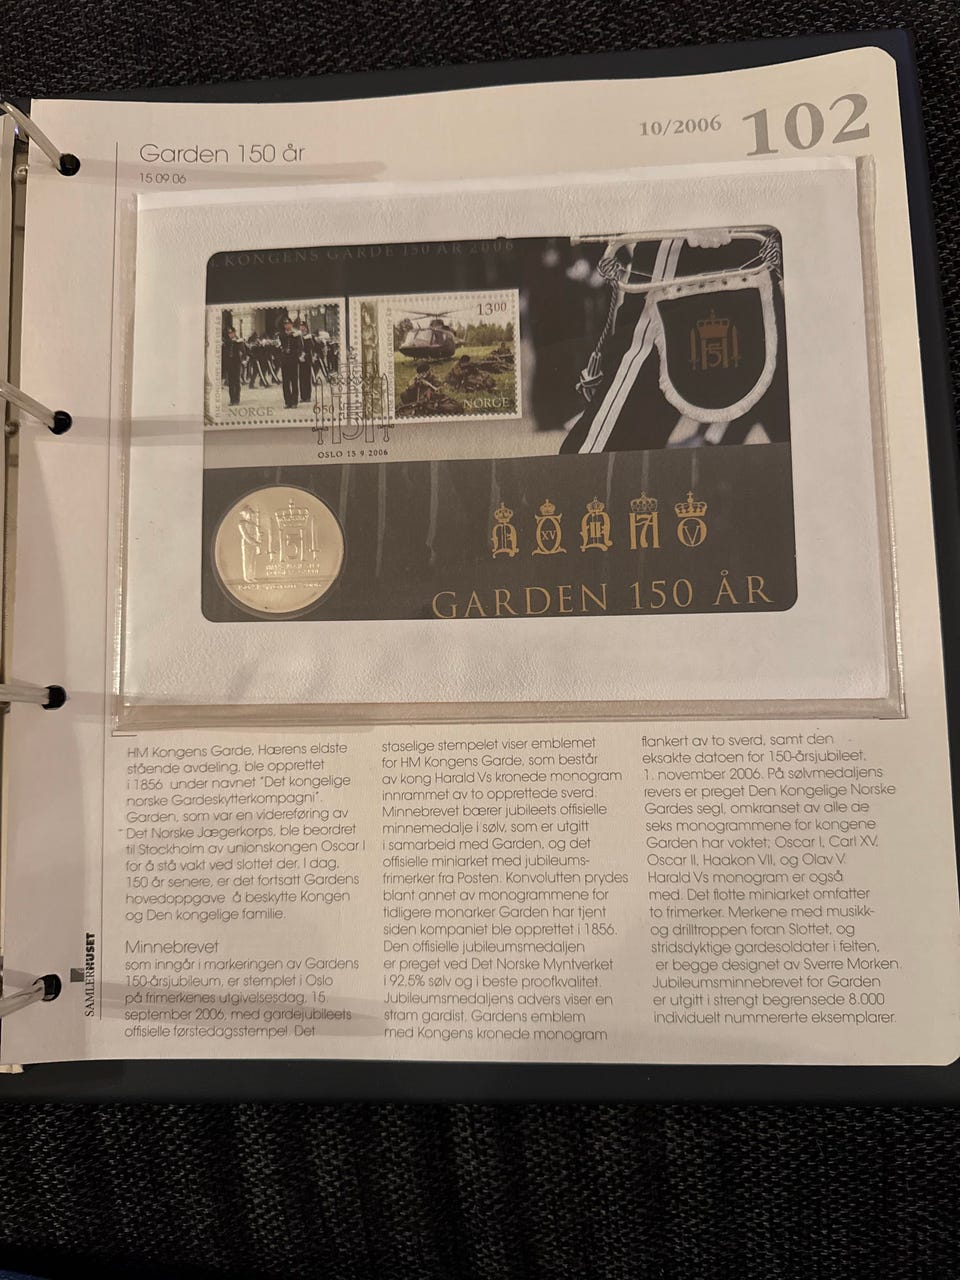 10/2006 102
Garden 150 år
15.09.06
M. KONGENS GARDE 150 ÅR 2006
13.00
NORGE 650
NORGE
OSLO 15.9.2006
XV II 7 V
GARDEN 150 ÅR
HM Kongens Garde, Hærens eldste
stående avdeling, ble opprettet
i 1856 under navnet "Det kongelige
norske Gardeskytterkompagni".
Garden, som var en videreføring av
Det Norske Jægerkorps, ble beordret
til Stockholm av unionskongen Oscar I
for å stå vakt ved slottet der. I dag,
150 år senere, er det fortsatt Gardens
hovedoppgave å beskytte Kongen
og Den kongelige familie.
Minnebrevet
som inngår i markeringen av Gardens
150-årsjubileum, er stemplet i Oslo
på frimerkenes utgivelsesdag, 15.
september 2006, med gardejubileets
offisielle førstedagsstempel. Det
staselige stempelet viser emblemet
for HM Kongens Garde, som består
av kong Harald Vs kronede monogram
innrammet av to opprettede sverd.
Minnebrevet bærer jubileets offisielle
minnemedalje i sølv, som er utgitt
i samarbeid med Garden, og det
offisielle miniarket med jubileums-
frimerker fra Posten. Konvolutten prydes
blant annet av monogrammene for
tidligere monarker Garden har tjent
siden kompaniet ble opprettet i 1856.
Den offisielle jubileumsmedaljen
er preget ved Det Norske Myntverket
i 92,5% sølv og i beste proofkvalitet.
Jubileumsmedaljens advers viser en
stram gardist, Gardens emblem
med Kongens kronede monogram
flankert av to sverd, samt den
eksakte datoen for 150-årsjubileet,
1. november 2006. På sølvmedaljens
revers er preget Den Kongelige Norske
Gardes segl, omkranset av alle de
seks monogrammene for kongene
Garden har voktet; Oscar I, Carl XV,
Oscar II, Haakon VII, og Olav V.
Harald Vs monogram er også
med. Det flotte miniarket omfatter
to frimerker. Merkene med musikk-
og drilltroppen foran Slottet, og
stridsdyktige gardesoldater i felten,
er begge designet av Sverre Morken.
Jubileumsminnebrevet for Garden
er utgitt i strengt begrensede 8.000
individuelt nummererte eksemplarer.
SAMLERHUSET